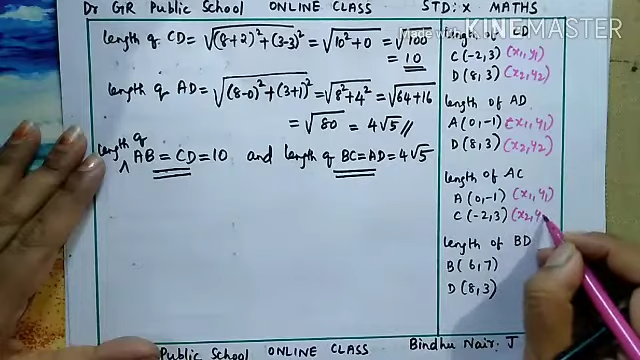 Dr GR Public School ONLINE CLASS STD: X MATHS
Made with KINEMASTER
length of CD = √(8+2)²+(3-3)² = √10²+0 = √100
= 10
length of AD = √(8-0)²+(3+1)² = √8²+4² = √64+16
= √80 = 4√5 //
length of AB = CD = 10 and length of BC = AD = 4√5
length of CD
C(-2,3) (x₁,y₁)
D(8,3) (x₂,y₂)
length of AD
A(0,-1) (x₁,y₁)
D(8,3) (x₂,y₂)
length of AC
A(0,-1) (x₁,y₁)
C(-2,3) (x₂,y
length of BD
B(6,7)
D(8,3)
Public School ONLINE CLASS Bindhu Nair. J